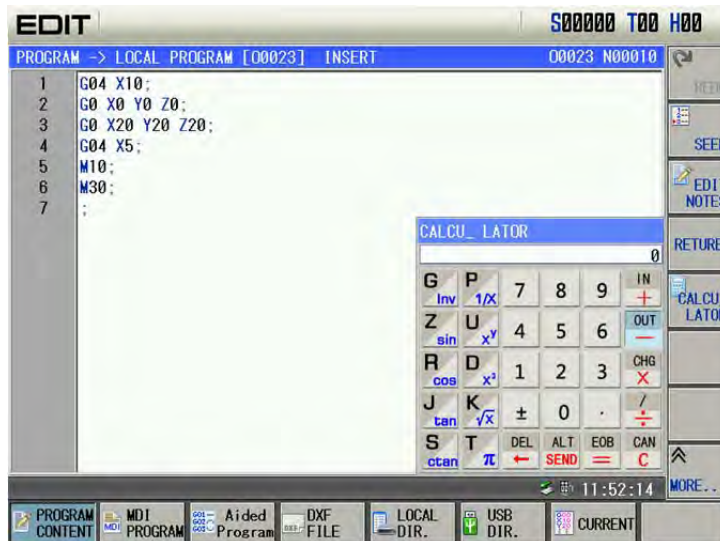 EDIT S00000 T00 H00
PROGRAM -> LOCAL PROGRAM [O0023] INSERT O0023 N00010
1 G04 X10;
2 G0 X0 Y0 Z0;
3 G0 X20 Y20 Z20;
4 G04 X5;
5 M10;
6 M30;
7 ;
SEE
EDI
NOTE
RETURE
CALCU
LATO
MORE..
CALCU_ LATOR
0
G Inv P 1/X 7 8 9 IN +
Z sin U x^y 4 5 6 OUT —
R cos D x² 1 2 3 CHG X
J tan K √x ± 0 . / ÷
S ctan T π DEL ← ALT SEND EOB = CAN C
11:52:14
PROGRAM CONTENT
MDI PROGRAM
Aided Program
DXF FILE
LOCAL DIR.
USB DIR.
CURRENT